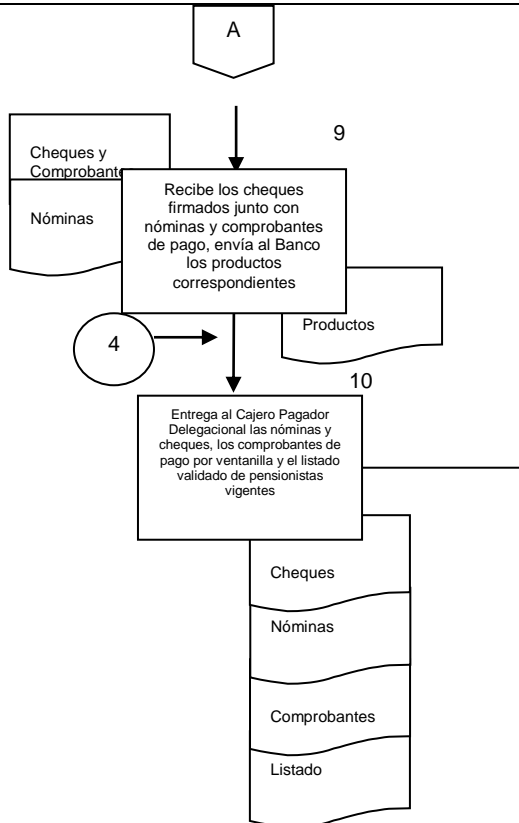 A
9
Cheques y
Comprobante
Nóminas
Recibe los cheques
firmados junto con
nóminas y comprobantes
de pago, envía al Banco
los productos
correspondientes
Productos
4
10
Entrega al Cajero Pagador
Delegacional las nóminas y
cheques, los comprobantes de
pago por ventanilla y el listado
validado de pensionistas
vigentes
Cheques
Nóminas
Comprobantes
Listado